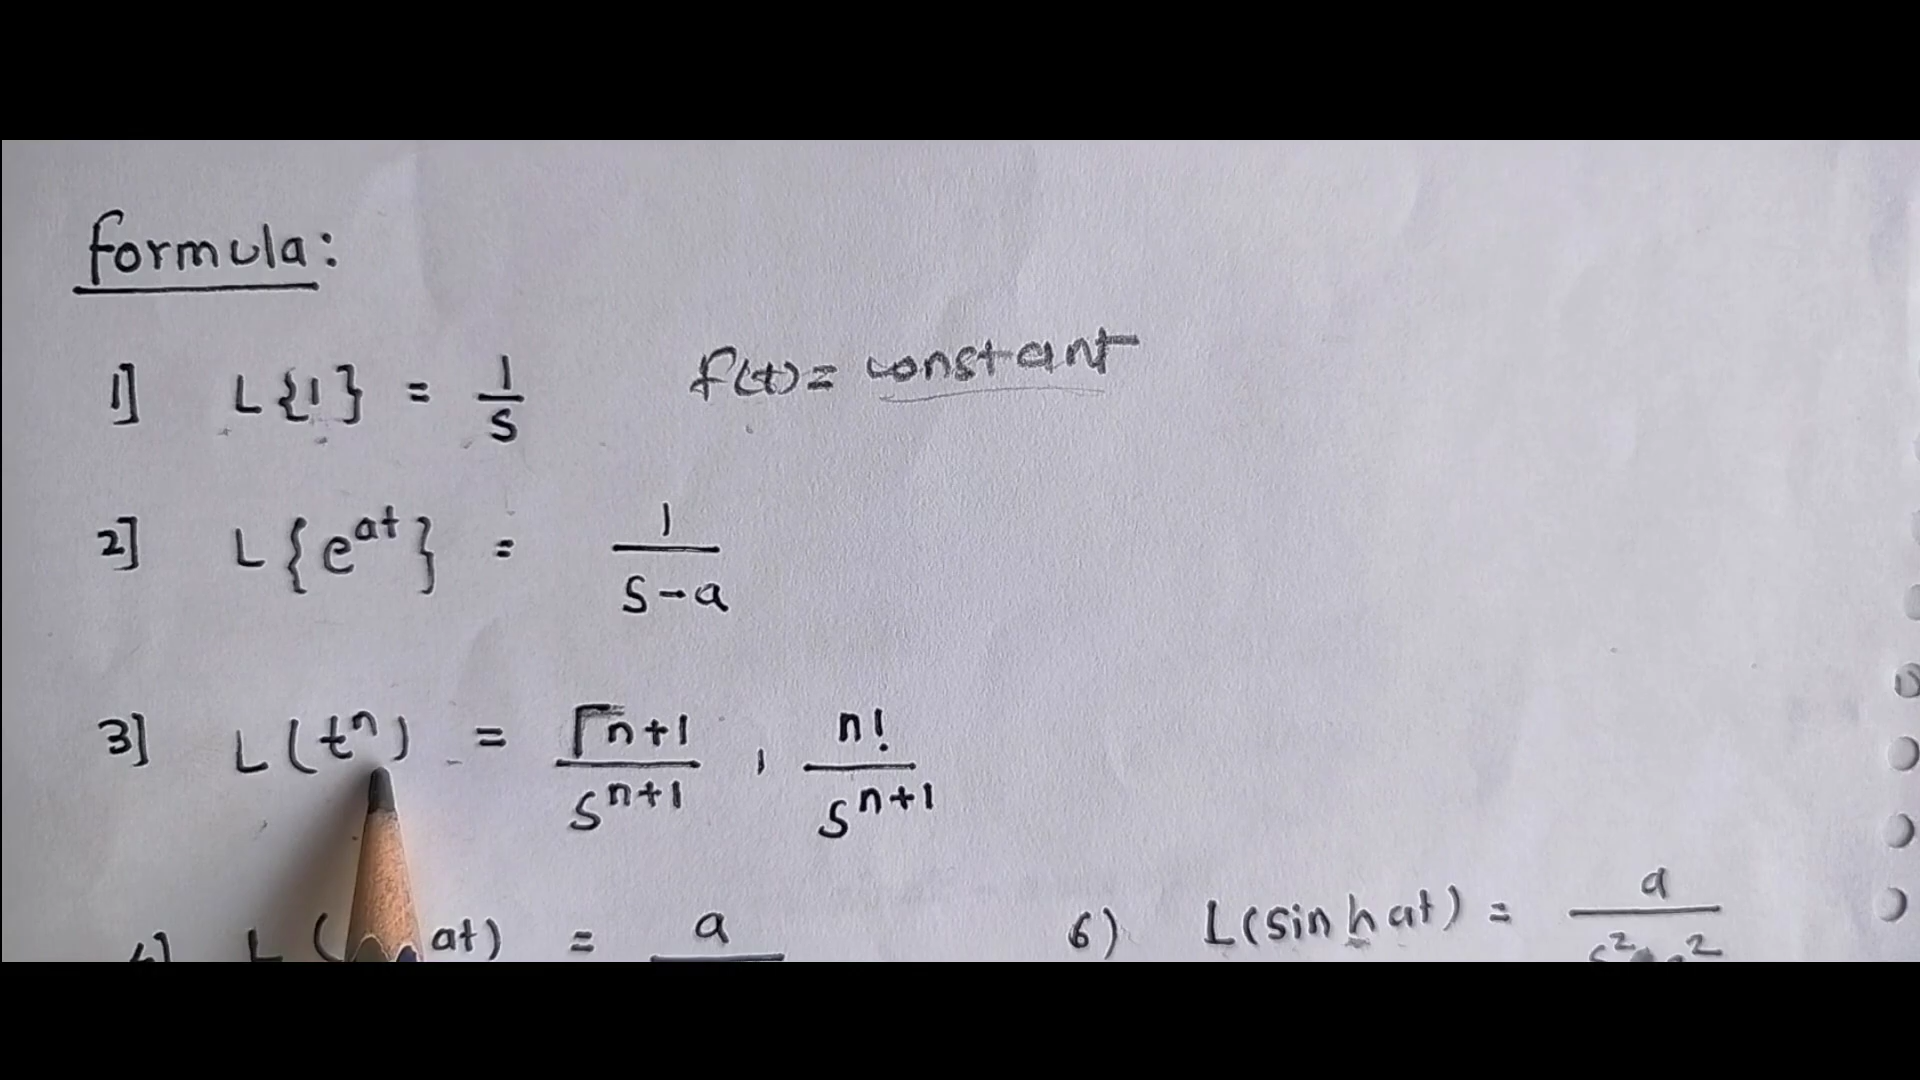 formula:
1] L{1} = 1/s f(t) = constant
2] L{e^at} = 1/s-a
3] L(t^n) = Γn+1/s^n+1 , n!/s^n+1
L( at) = a
6) L(sinh at) = a